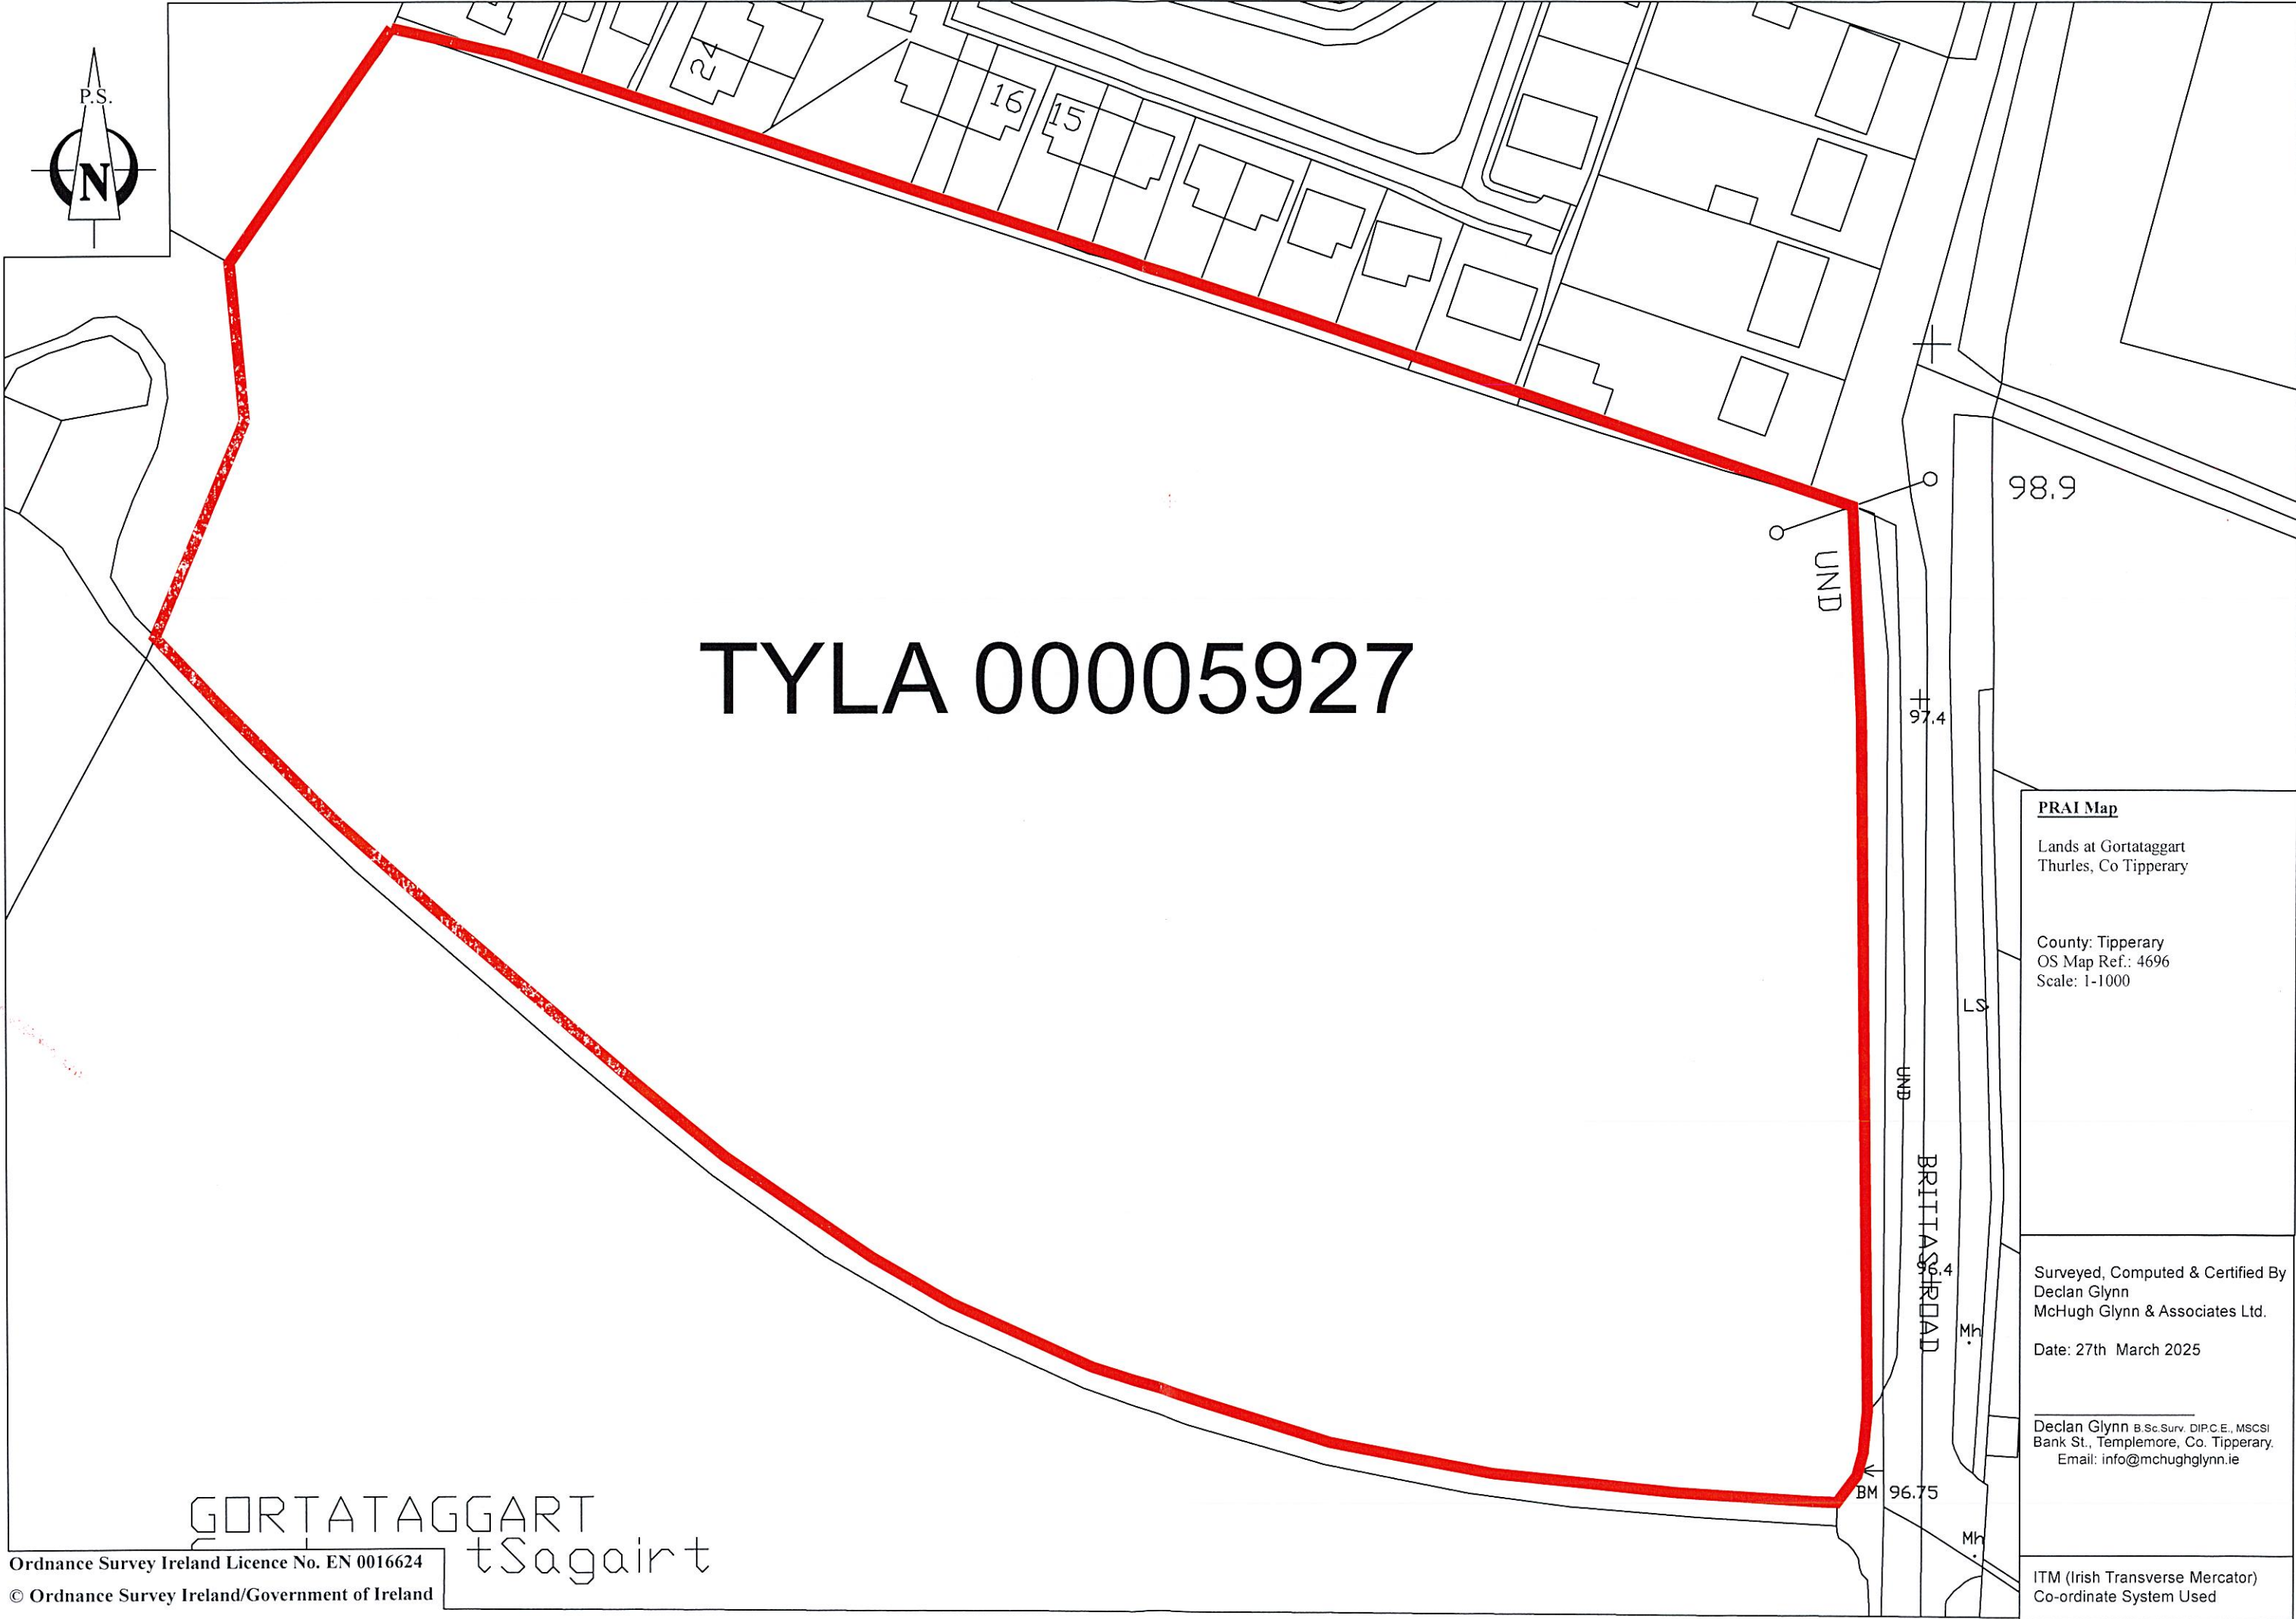 P.S.
N
24
16
15
98.9
UND
TYLA 00005927
97.4
PRAI Map
Lands at Gortataggart
Thurles, Co Tipperary
County: Tipperary
OS Map Ref.: 4696
Scale: 1-1000
LS
UND
BRITTAS ROAD
96.4
Mh
Surveyed, Computed & Certified By
Declan Glynn
McHugh Glynn & Associates Ltd.
Date: 27th March 2025
Declan Glynn B.Sc.Surv. DIP.C.E., MSCSI
Bank St., Templemore, Co. Tipperary.
Email: info@mchughglynn.ie
BM 96.75
Mh
GORTATAGGART
tSagairt
Ordnance Survey Ireland Licence No. EN 0016624
© Ordnance Survey Ireland/Government of Ireland
ITM (Irish Transverse Mercator)
Co-ordinate System Used